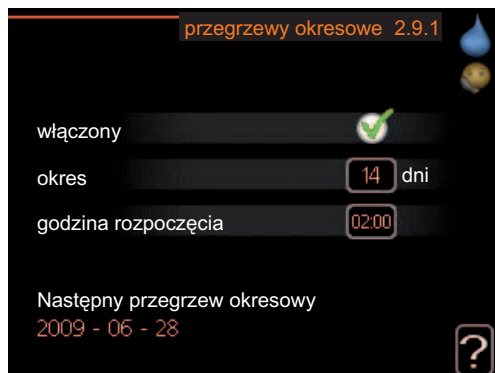 przegrzewy okresowe 2.9.1
włączony
okres 14 dni
godzina rozpoczęcia 02:00
Następny przegrzew okresowy
2009 - 06 - 28
?